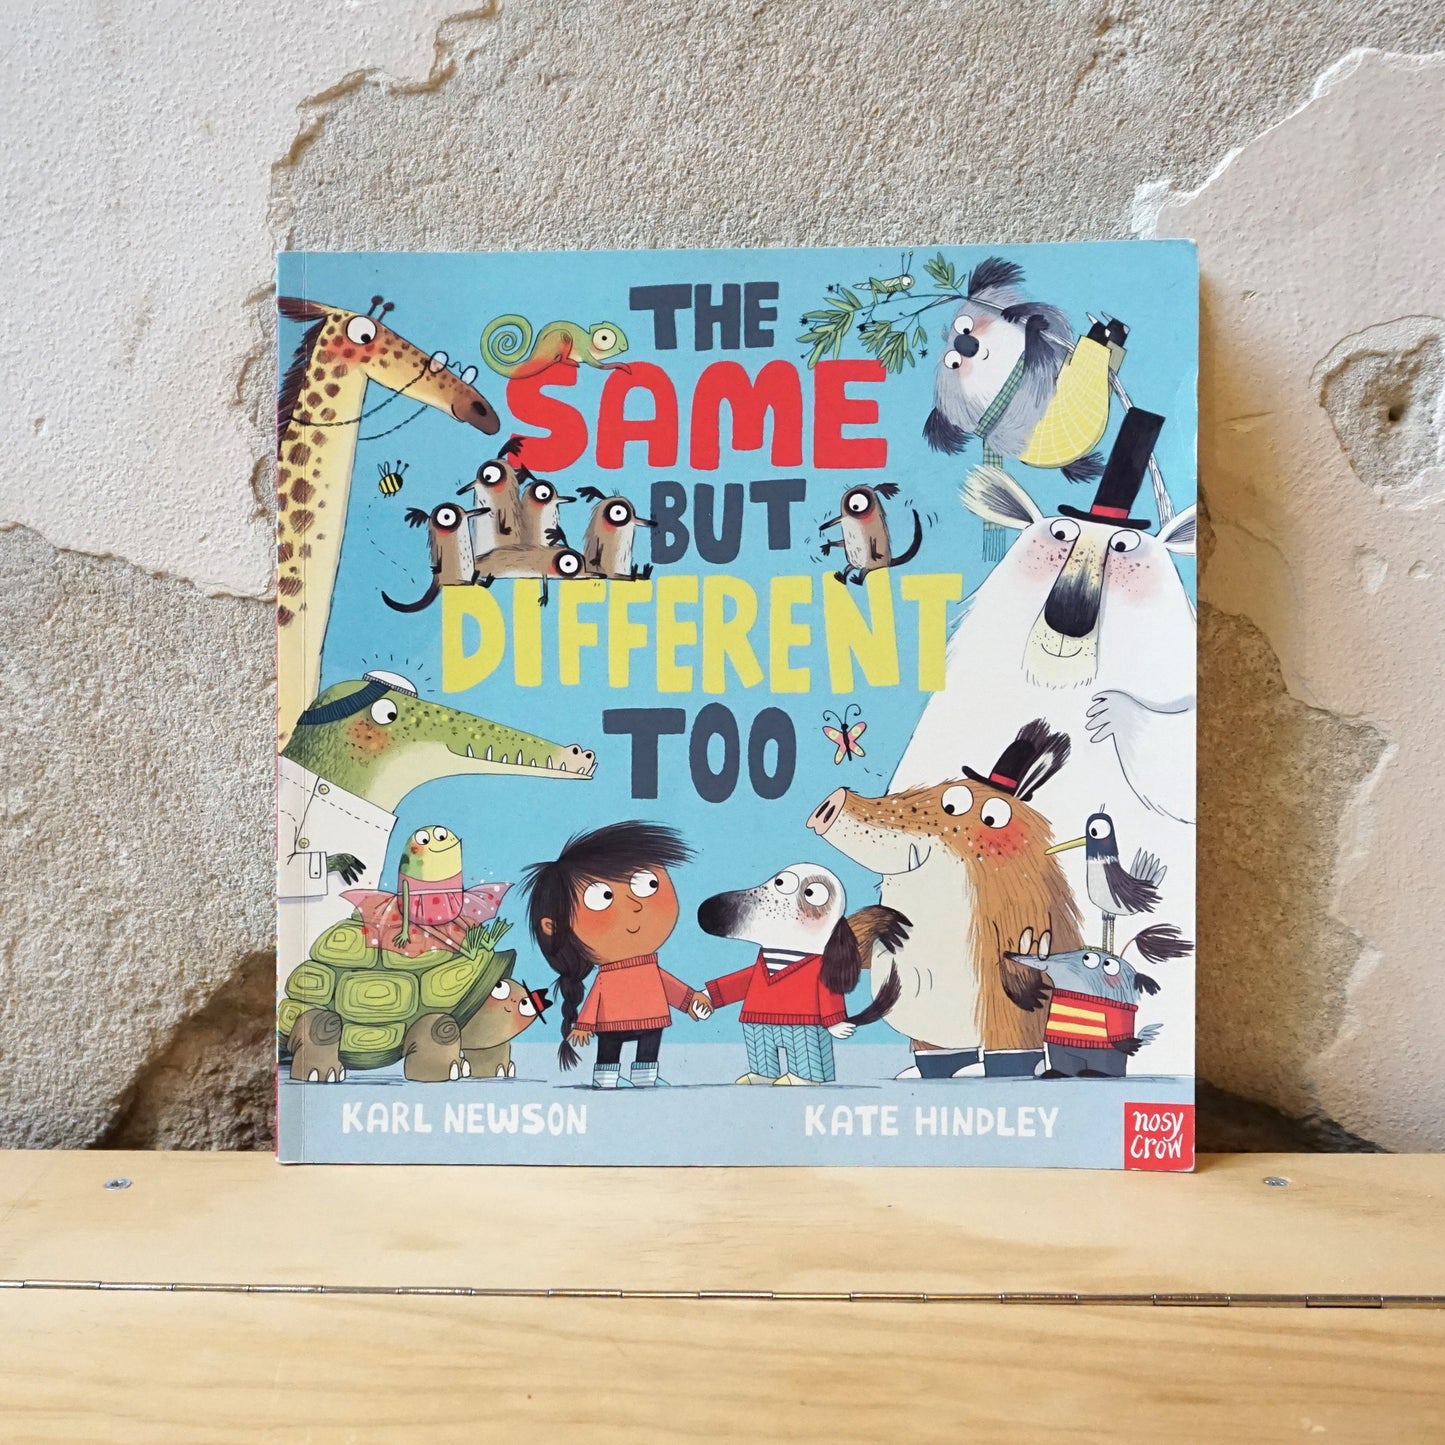 THE
SAME
BUT
DIFFERENT
TOO
KARL NEWSON
KATE HINDLEY
nosy
crow